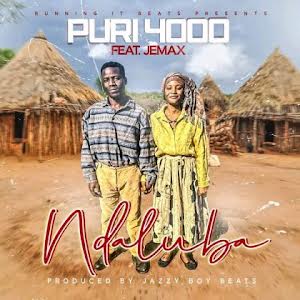 RUNNING IT BEATS PRESENTS
PURI 4000
FEAT. JEMAX
Ndaluba
PRODUCED BY JAZZY BOY BEATS